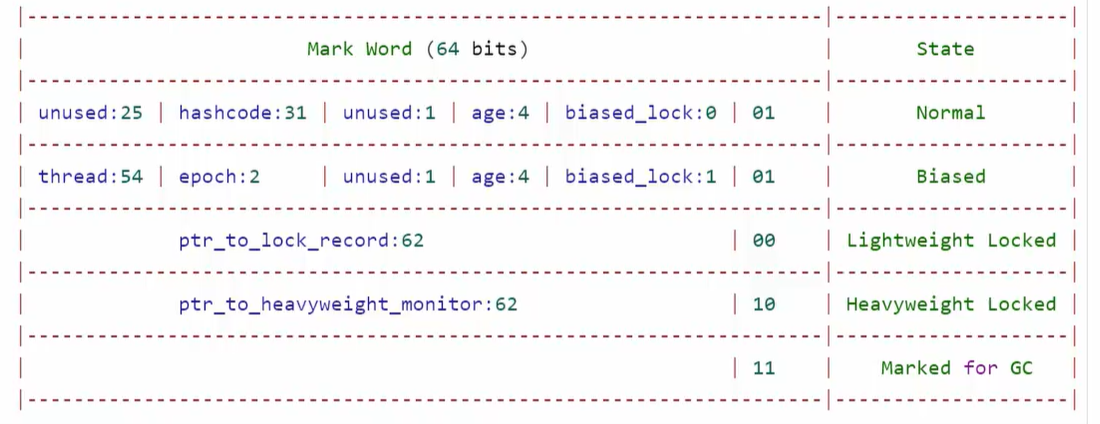 |--------------------------------------------------------------------|--------------------|
| Mark Word (64 bits) | State |
|--------------------------------------------------------------------|--------------------|
| unused:25 | hashcode:31 | unused:1 | age:4 | biased_lock:0 | 01 | Normal |
|--------------------------------------------------------------------|--------------------|
| thread:54 | epoch:2 | unused:1 | age:4 | biased_lock:1 | 01 | Biased |
|--------------------------------------------------------------------|--------------------|
| ptr_to_lock_record:62 | 00 | Lightweight Locked |
|--------------------------------------------------------------------|--------------------|
| ptr_to_heavyweight_monitor:62 | 10 | Heavyweight Locked |
|--------------------------------------------------------------------|--------------------|
| | 11 | Marked for GC |
|--------------------------------------------------------------------|--------------------|